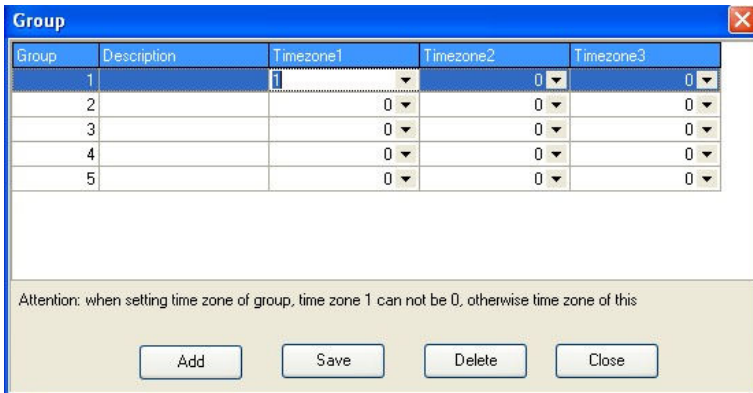 Group
Group Description Timezone1 Timezone2 Timezone3
1 1 0 0
2 0 0 0
3 0 0 0
4 0 0 0
5 0 0 0
Attention: when setting time zone of group, time zone 1 can not be 0, otherwise time zone of this
Add Save Delete Close